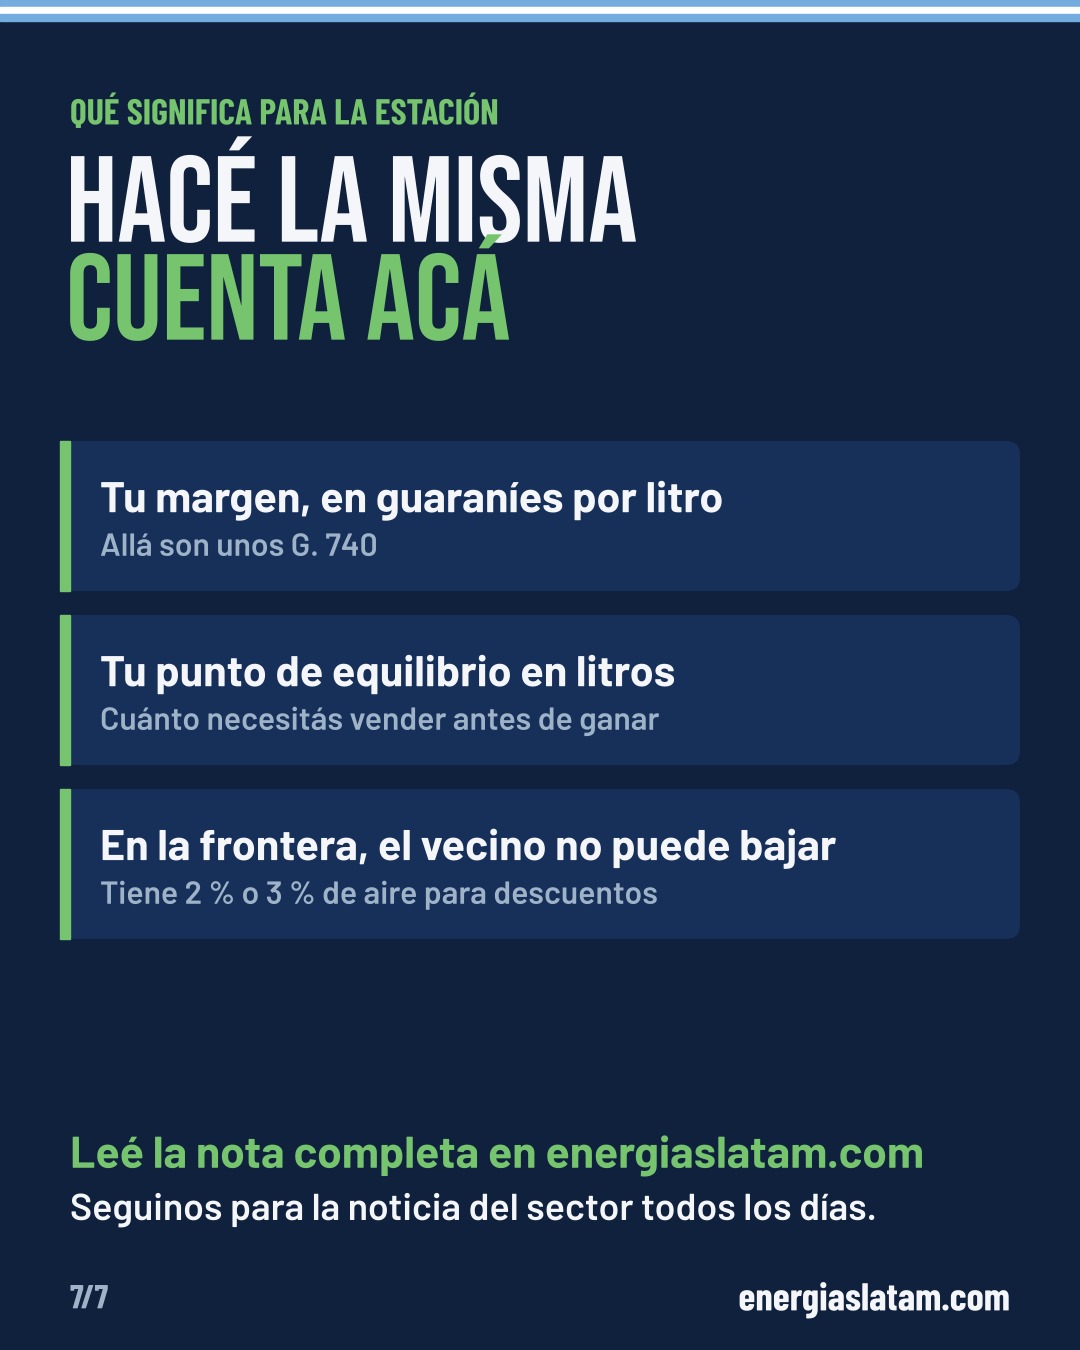 QUÉ SIGNIFICA PARA LA ESTACIÓN
HACÉ LA MISMA
CUENTA ACÁ
Tu margen, en guaraníes por litro
Allá son unos G. 740
Tu punto de equilibrio en litros
Cuánto necesitás vender antes de ganar
En la frontera, el vecino no puede bajar
Tiene 2 % o 3 % de aire para descuentos
Leé la nota completa en energiaslatam.com
Seguinos para la noticia del sector todos los días.
7/7
energiaslatam.com